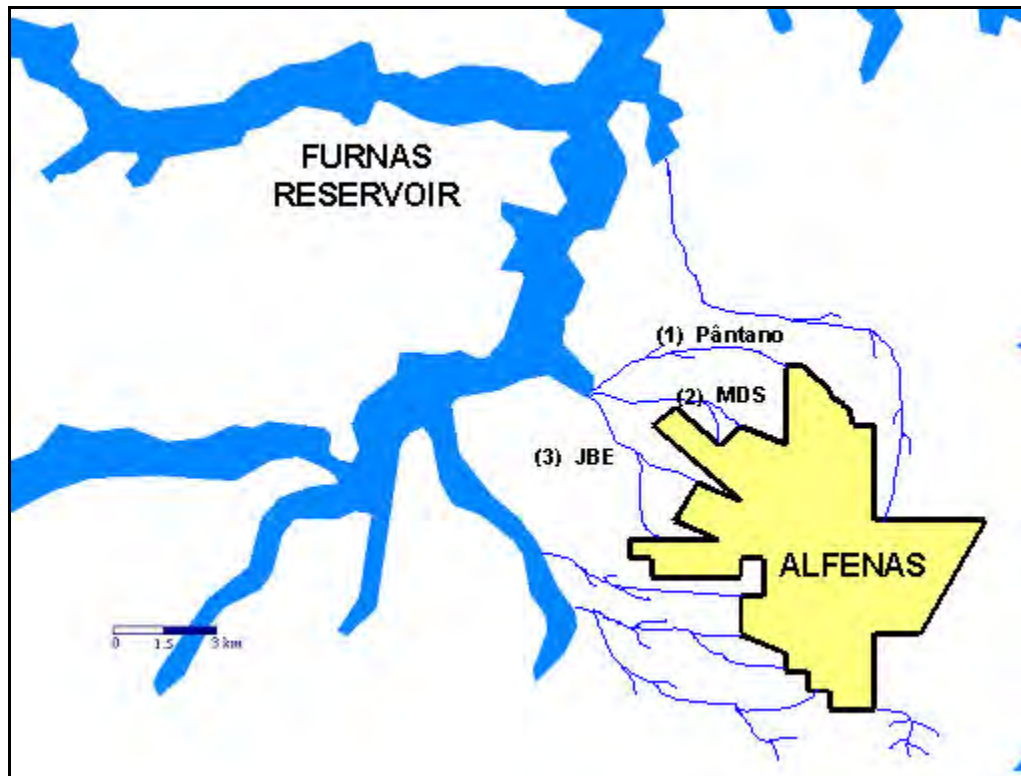 FURNAS
RESERVOIR
(1) Pântano
(2) MDS
(3) JBE
ALFENAS
0 1.5 3 km